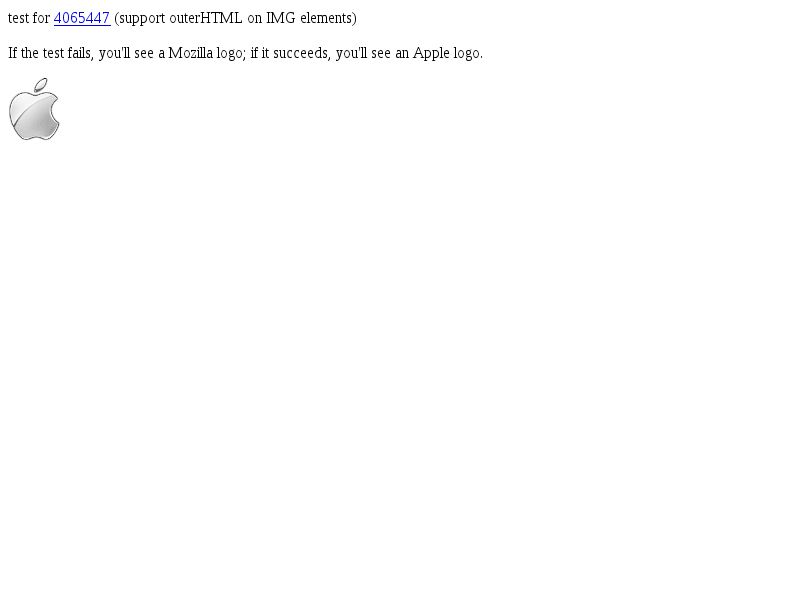 test for 4065447 (support outerHTML on IMG elements)
If the test fails, you'll see a Mozilla logo; if it succeeds, you'll see an Apple logo.